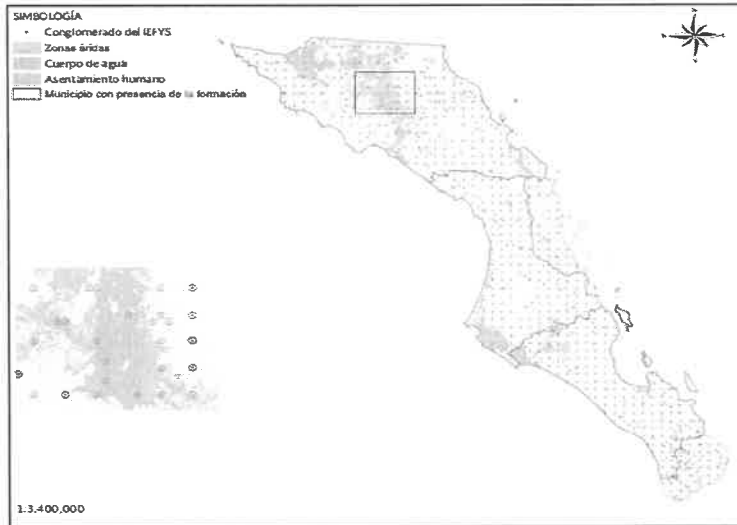 SIMBOLOGÍA
Conglomerado del IEFYS
Zonas áridas
Cuerpo de agua
Asentamiento humano
Municipio con presencia de la formación
1:3,400,000